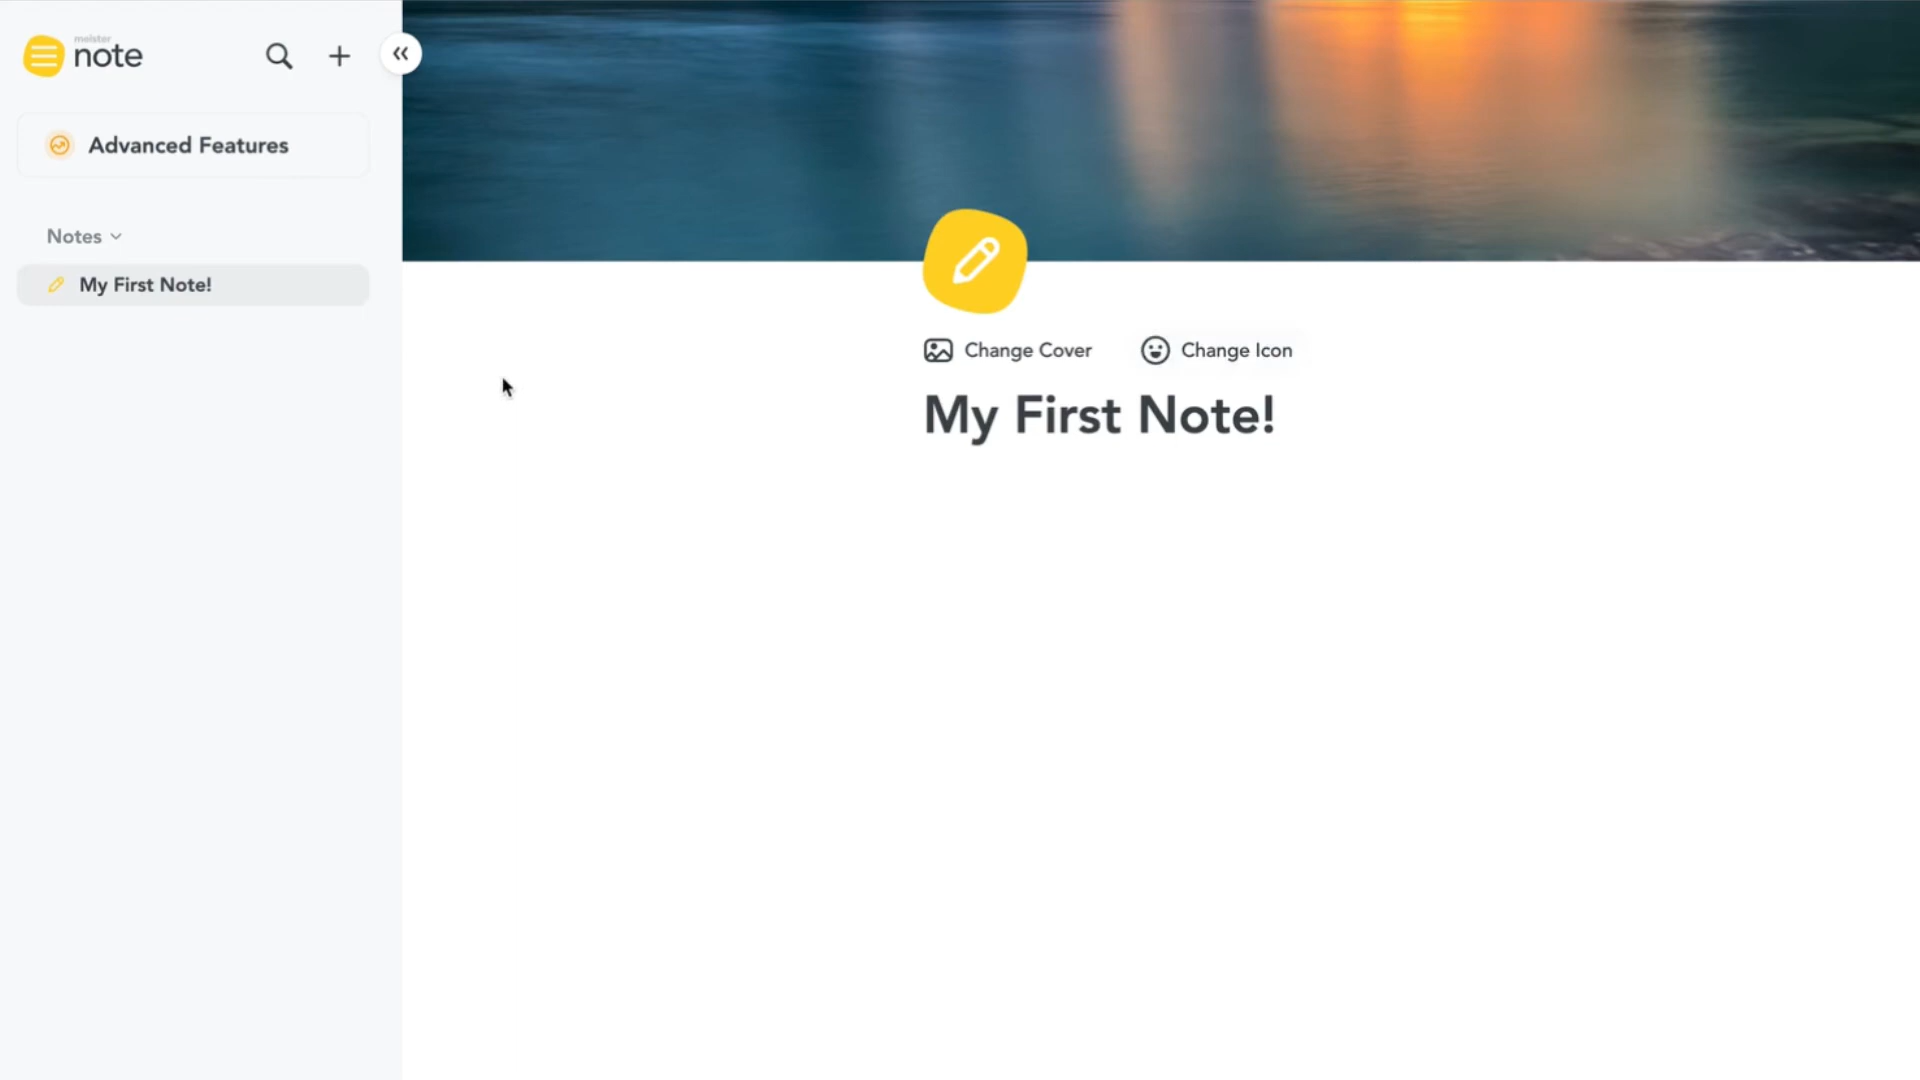 meister
note
Advanced Features
Notes
My First Note!
Change Cover
Change Icon
My First Note!